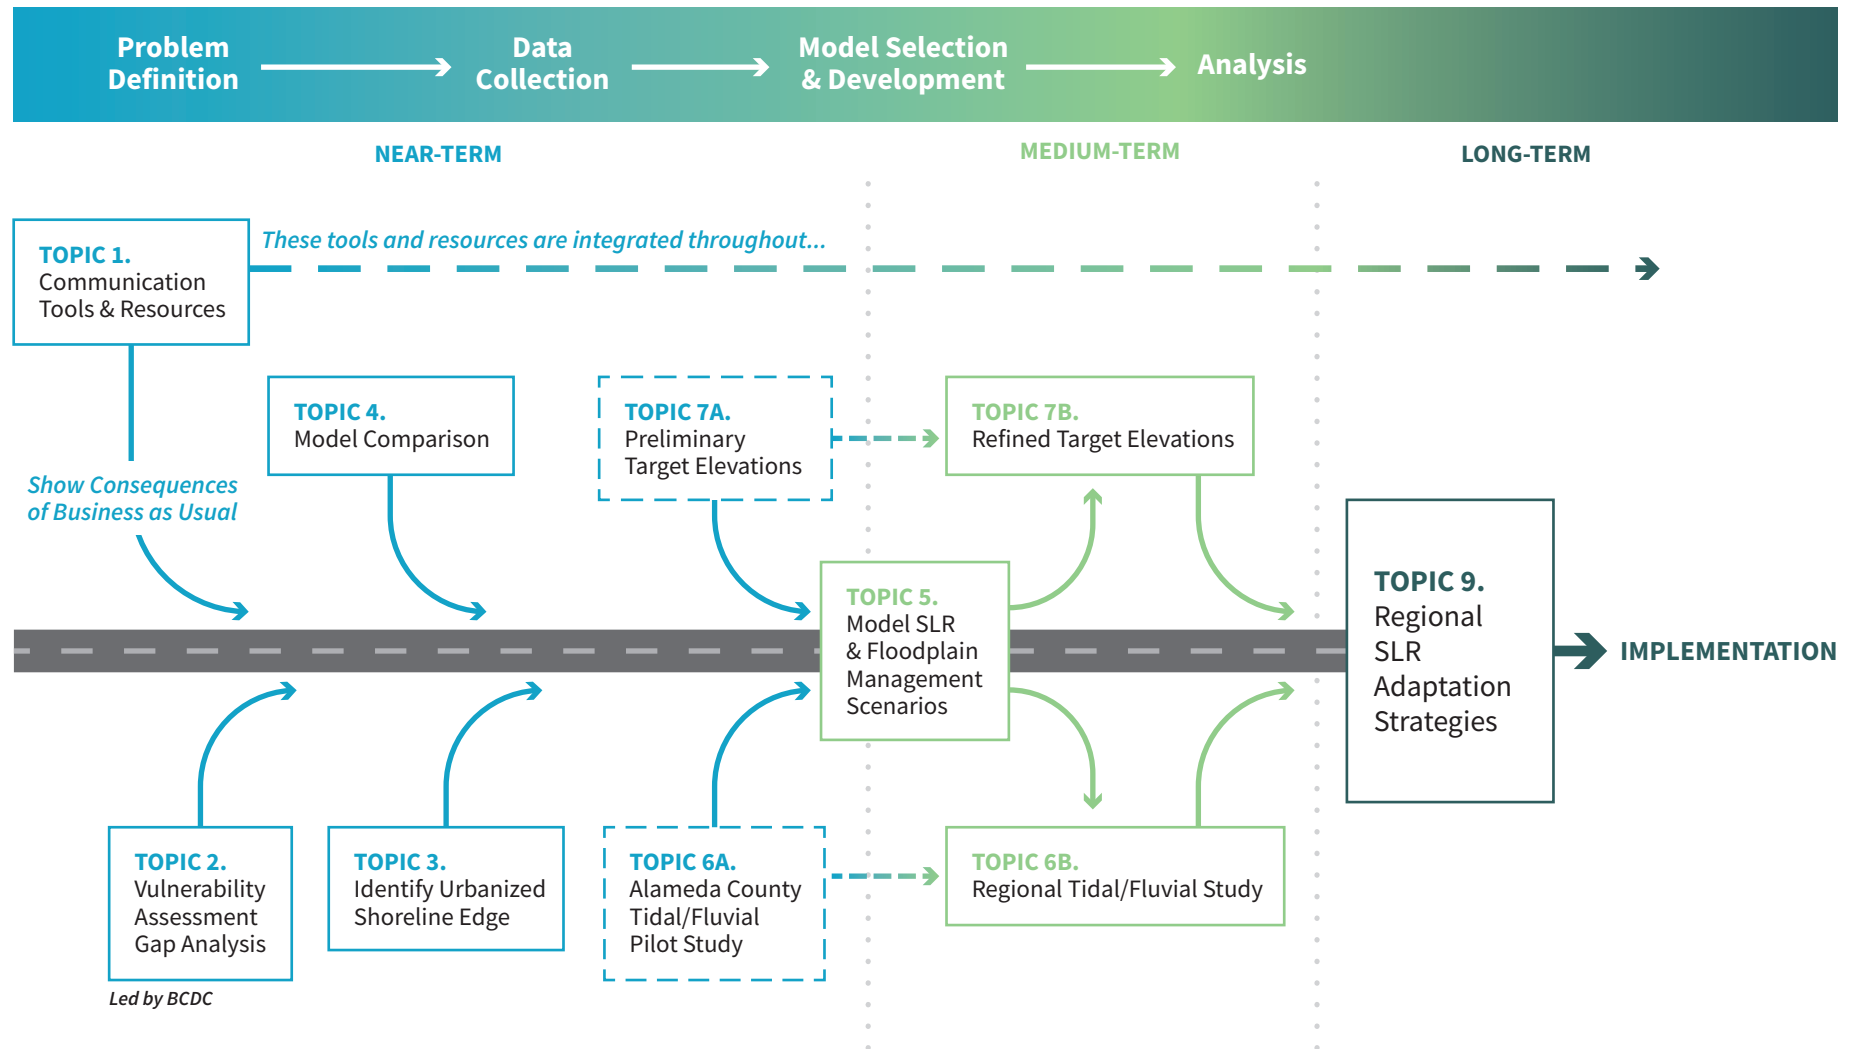 Problem
Definition
Data
Collection
Model Selection
& Development
Analysis
NEAR-TERM
MEDIUM-TERM
LONG-TERM
TOPIC 1.
Communication
Tools & Resources
These tools and resources are integrated throughout...
Show Consequences
of Business as Usual
TOPIC 4.
Model Comparison
TOPIC 7A.
Preliminary
Target Elevations
TOPIC 7B.
Refined Target Elevations
TOPIC 5.
Model SLR
& Floodplain
Management
Scenarios
TOPIC 9.
Regional
SLR
Adaptation
Strategies
IMPLEMENTATION
TOPIC 2.
Vulnerability
Assessment
Gap Analysis
Led by BCDC
TOPIC 3.
Identify Urbanized
Shoreline Edge
TOPIC 6A.
Alameda County
Tidal/Fluvial
Pilot Study
TOPIC 6B.
Regional Tidal/Fluvial Study